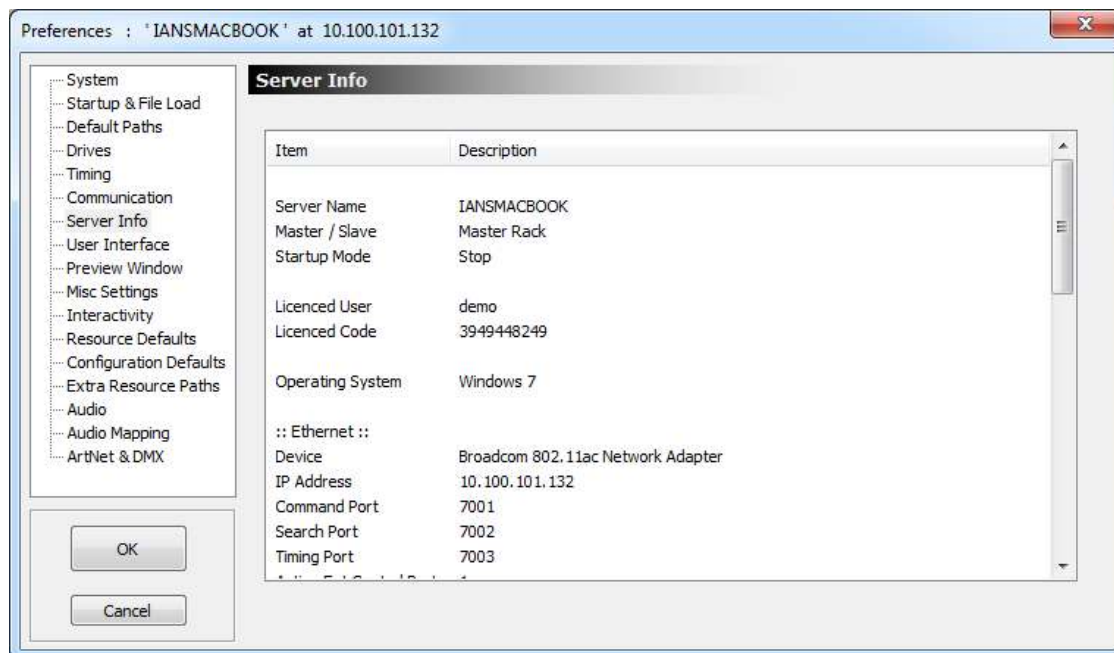 Preferences : ' IANSMACBOOK ' at 10.100.101.132
System
Startup & File Load
Default Paths
Drives
Timing
Communication
Server Info
User Interface
Preview Window
Misc Settings
Interactivity
Resource Defaults
Configuration Defaults
Extra Resource Paths
Audio
Audio Mapping
ArtNet & DMX
OK
Cancel
Server Info
Item Description
Server Name IANSMACBOOK
Master / Slave Master Rack
Startup Mode Stop
Licenced User demo
Licenced Code 3949448249
Operating System Windows 7
:: Ethernet ::
Device Broadcom 802.11ac Network Adapter
IP Address 10.100.101.132
Command Port 7001
Search Port 7002
Timing Port 7003